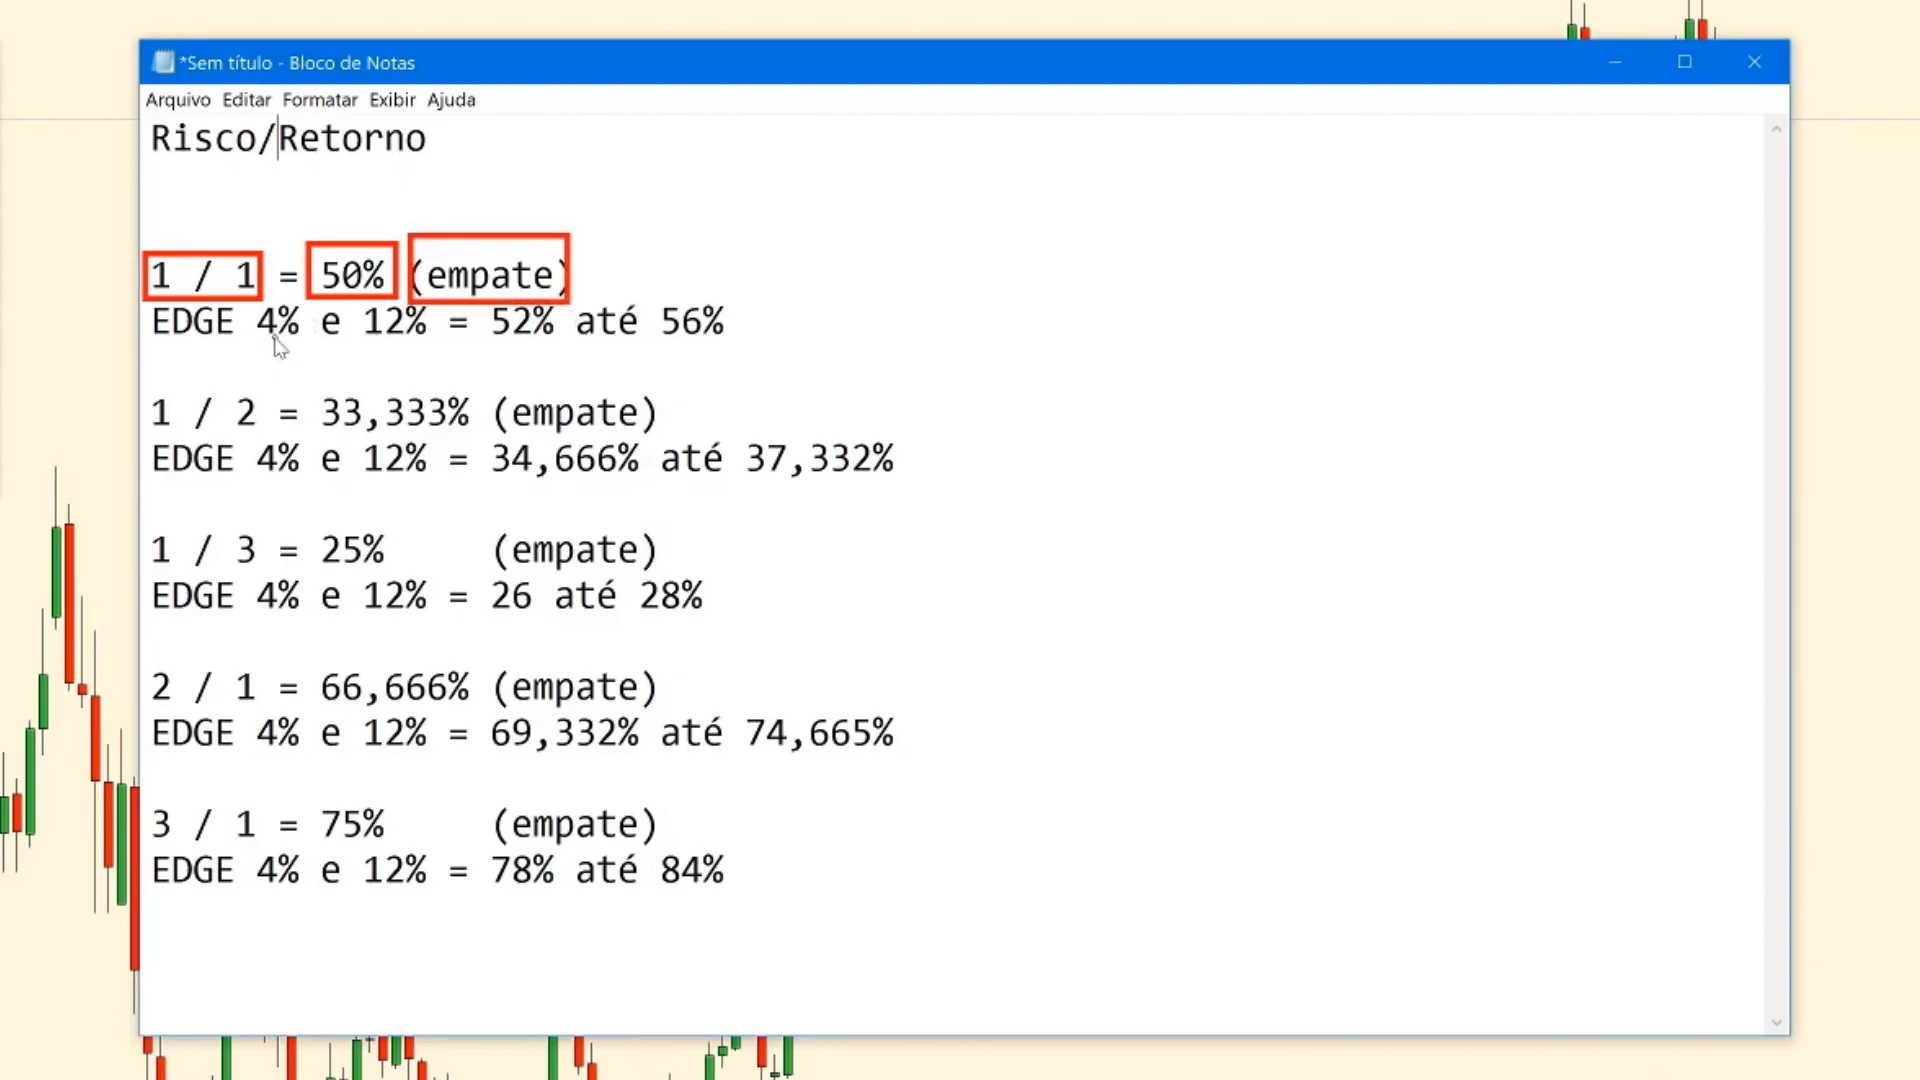 *Sem título - Bloco de Notas
Arquivo Editar Formatar Exibir Ajuda
Risco/Retorno
1 / 1 = 50% (empate)
EDGE 4% e 12% = 52% até 56%
1 / 2 = 33,333% (empate)
EDGE 4% e 12% = 34,666% até 37,332%
1 / 3 = 25% (empate)
EDGE 4% e 12% = 26 até 28%
2 / 1 = 66,666% (empate)
EDGE 4% e 12% = 69,332% até 74,665%
3 / 1 = 75% (empate)
EDGE 4% e 12% = 78% até 84%